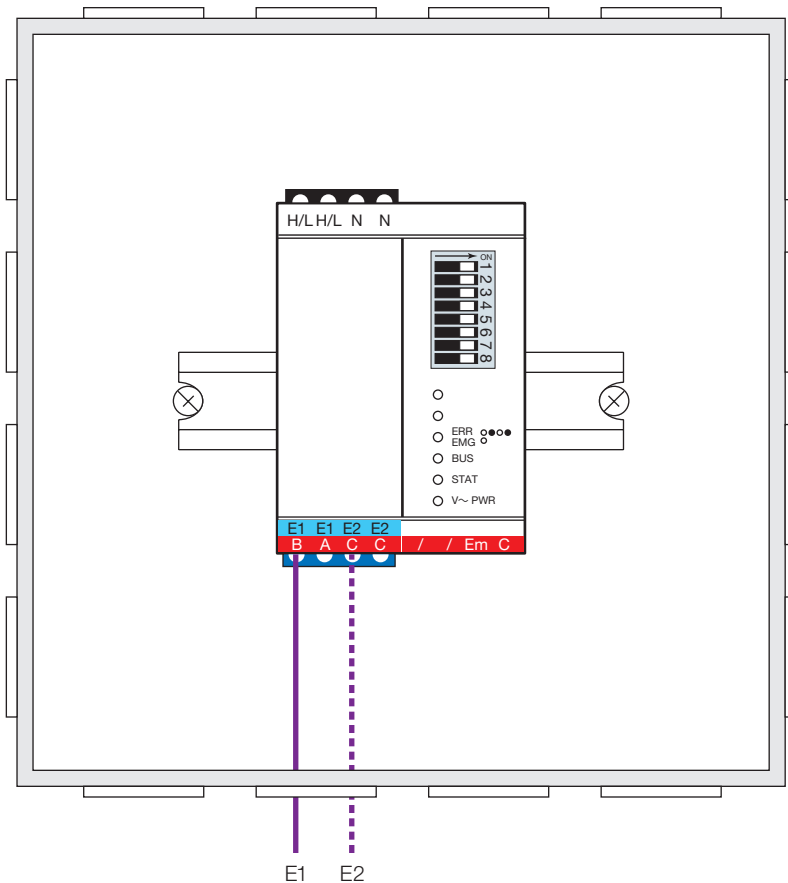 H/L H/L N N
ON
1
2
3
4
5
6
7
8
ERR
EMG
BUS
STAT
V~ PWR
E1 E1 E2 E2
B A C C / / Em C
E1 E2